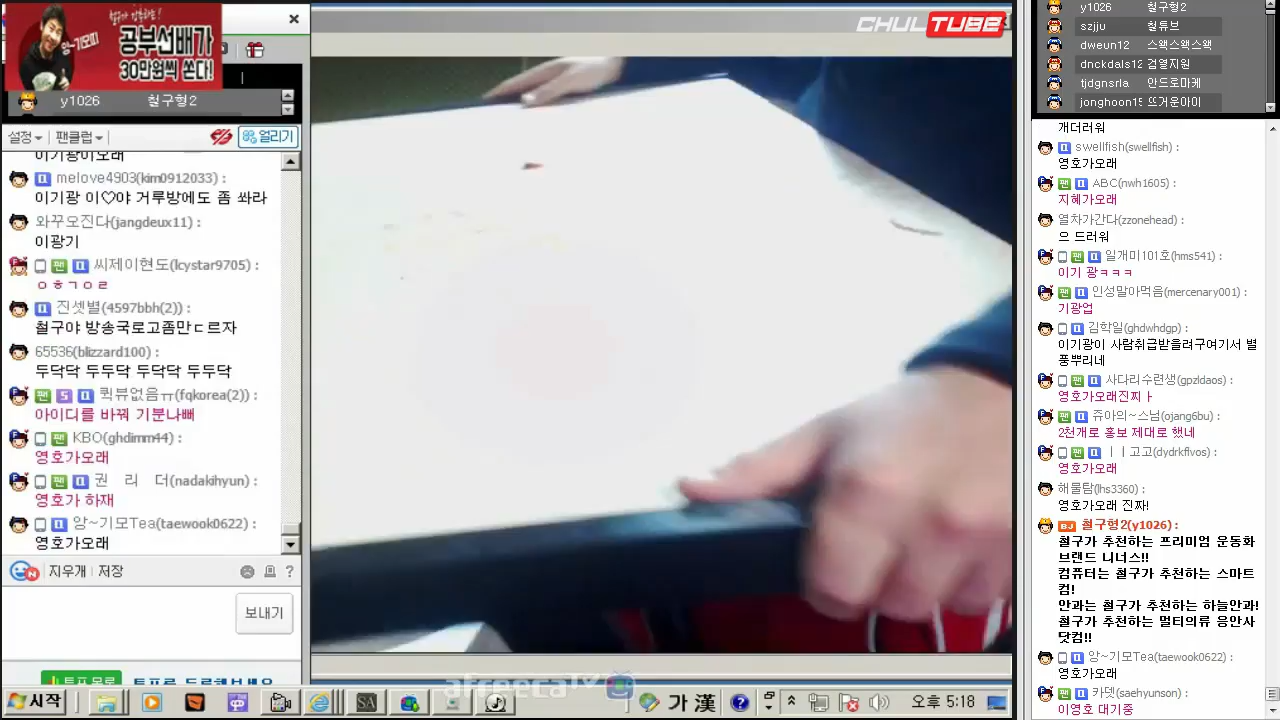 공부선배가
30만원씩 쏜다!
y1026 철구형2
설정 팬클럽 얼리기
이기광이오래
melove4903(kim0912033) :
이기광 이♡야 거루방에도 좀 쏴라
와꾸오진다(jangdeux11) :
이광기
씨제이현도(lcystar9705) :
ㅇㅎㄱㅇㄹ
진셋별(4597bbh(2)) :
철구야 방송국로고좀만ㄷ르자
65536(blizzard100) :
두닥닥 두두닥 두닥닥 두두닥
퀵뷰없음ㅠ(fqkorea(2)) :
아이디를 바꿔 기분나빠
KBO(ghdimm44) :
영호가오래
권 리 더(nadakihyun) :
영호가 하재
앙~기모Tea(taewook0622) :
영호가오래
지우개 저장
보내기
시작
CHULTUBE
afreecaTV
SA
가 漢
오후 5:18
y1026 철구형2
szjju 철튜브
dweun12 스왝스왝스왝
dnckdals12 걸영지원
tjdgnsrla 안드로마케
jonghoon15 뜨거운아이
개더러워
swellfish(swellfish) :
영호가오래
ABC(nwh1605) :
지혜가오래
열차가간다(zzonehead) :
으 드러워
일개미101호(hms541) :
이기 광ㅋㅋㅋ
인성말아먹음(mercenary001) :
기광업
김학일(ghdwhdgp) :
이기광이 사람취급받을려구여기서 별
풍뿌리네
사다리수련생(gpzldaos) :
영호가오래진짜ㅏ
쥬아의~스님(ojang6bu) :
2천개로 홍보 제대로 했네
ㅣㅣ고고(dydrkflvos) :
영호가오래
해물탐(lhs3360) :
영호가오래 진짜!
BJ 철구형2(y1026) :
철구가 추천하는 프리미엄 운동화
브랜드 니너스!!
컴퓨터는 철구가 추천하는 스마트
컴!
안과는 철구가 추천하는 하늘안과!
철구가 추천하는 멀티의류 응안사
닷컴!!
앙~기모Tea(taewook0622) :
영호가오래
카뎃(saehyunson) :
이영호 대기중